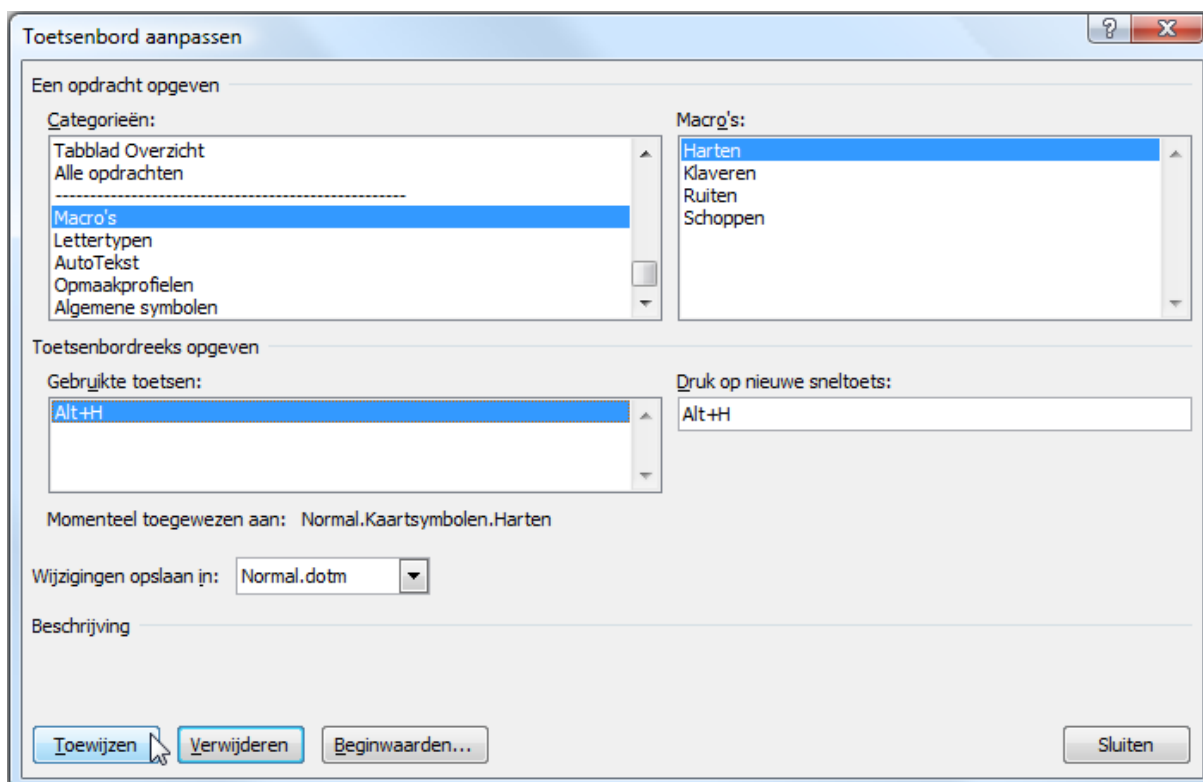 Toetsenbord aanpassen
Een opdracht opgeven
Categorieën:
Tabblad Overzicht
Alle opdrachten
---------------------------------------------------
Macro's
Lettertypen
AutoTekst
Opmaakprofielen
Algemene symbolen
Macro's:
Harten
Klaveren
Ruiten
Schoppen
Toetsenbordreeks opgeven
Gebruikte toetsen:
Alt+H
Druk op nieuwe sneltoets:
Alt+H
Momenteel toegewezen aan: Normal.Kaartsymbolen.Harten
Wijzigingen opslaan in: Normal.dotm
Beschrijving
Toewijzen Verwijderen Beginwaarden... Sluiten